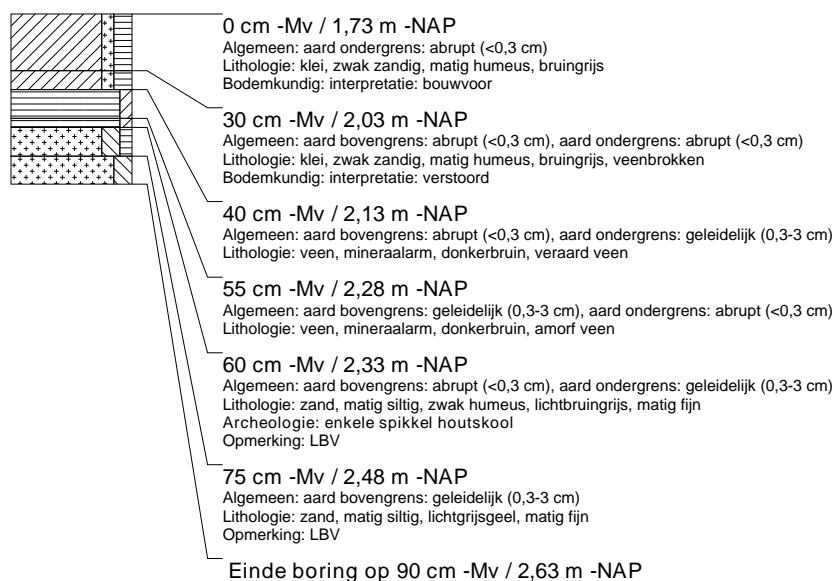 0 cm -Mv / 1,73 m -NAP
Algemeen: aard ondergrens: abrupt (<0,3 cm)
Lithologie: klei, zwak zandig, matig humeus, bruingrijs
Bodemkundig: interpretatie: bouwvoor
30 cm -Mv / 2,03 m -NAP
Algemeen: aard bovengrens: abrupt (<0,3 cm), aard ondergrens: abrupt (<0,3 cm)
Lithologie: klei, zwak zandig, matig humeus, bruingrijs, veenbrokken
Bodemkundig: interpretatie: verstoord
40 cm -Mv / 2,13 m -NAP
Algemeen: aard bovengrens: abrupt (<0,3 cm), aard ondergrens: geleidelijk (0,3-3 cm)
Lithologie: veen, mineraalarm, donkerbruin, veraard veen
55 cm -Mv / 2,28 m -NAP
Algemeen: aard bovengrens: geleidelijk (0,3-3 cm), aard ondergrens: abrupt (<0,3 cm)
Lithologie: veen, mineraalarm, donkerbruin, amorf veen
60 cm -Mv / 2,33 m -NAP
Algemeen: aard bovengrens: abrupt (<0,3 cm), aard ondergrens: geleidelijk (0,3-3 cm)
Lithologie: zand, matig siltig, zwak humeus, lichtbruingrijs, matig fijn
Archeologie: enkele spikkel houtskool
Opmerking: LBV
75 cm -Mv / 2,48 m -NAP
Algemeen: aard bovengrens: geleidelijk (0,3-3 cm)
Lithologie: zand, matig siltig, lichtgrijsgeel, matig fijn
Opmerking: LBV
Einde boring op 90 cm -Mv / 2,63 m -NAP